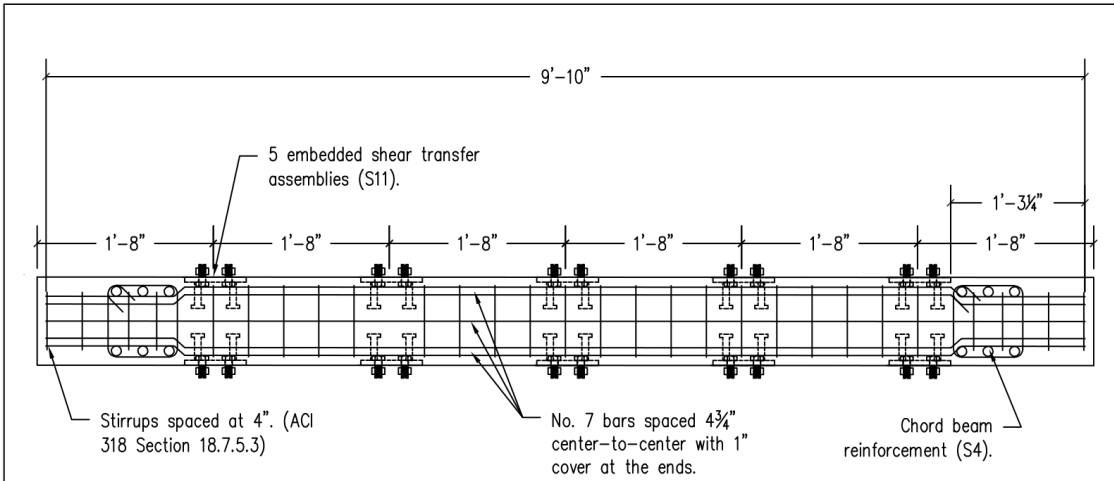 9'-10"
5 embedded shear transfer
assemblies (S11).
1'-3¼"
1'-8" 1'-8" 1'-8" 1'-8" 1'-8" 1'-8"
Stirrups spaced at 4". (ACI
318 Section 18.7.5.3)
No. 7 bars spaced 4¾"
center-to-center with 1"
cover at the ends.
Chord beam
reinforcement (S4).